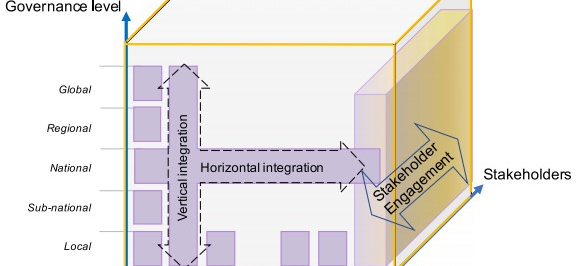 Governance level
Global
Regional
National
Sub-national
Local
Vertical integration
Horizontal integration
Stakeholder
Engagement
Stakeholders